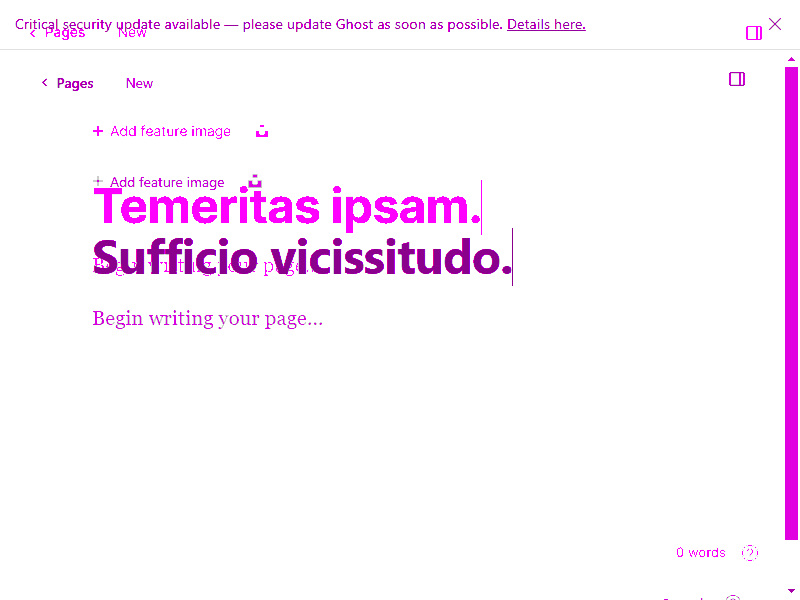 Critical security update available — please update Ghost as soon as possible. Details here.
Pages New
Pages New
Add feature image
Add feature image
Temeritas ipsam.
Sufficio vicissitudo.
Begin writing your page...
Begin writing your page...
0 words